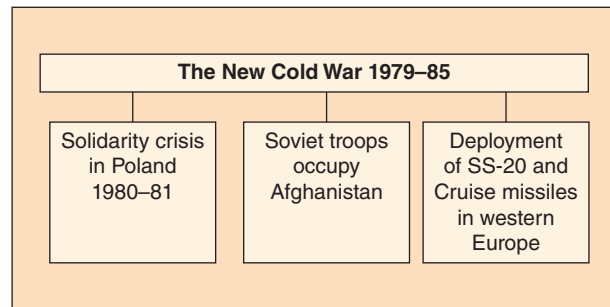 The New Cold War 1979–85
Solidarity crisis
in Poland
1980–81
Soviet troops
occupy
Afghanistan
Deployment
of SS-20 and
Cruise missiles
in western
Europe